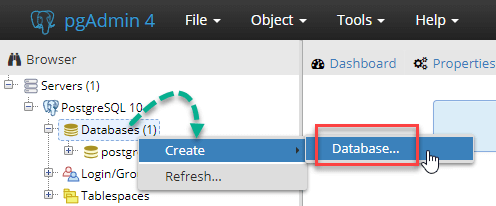 pgAdmin 4 File Object Tools Help
Browser Dashboard Properties
Servers (1)
PostgreSQL 10
Databases (1)
postgr
Create Database...
Login/Gro
Refresh...
Tablespaces